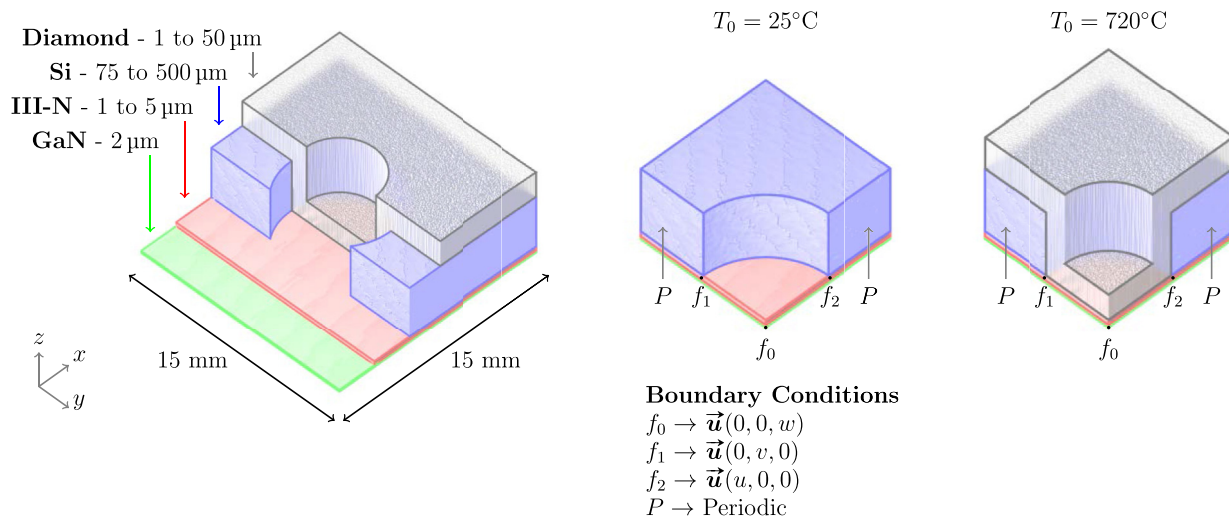 Diamond - 1 to 50 µm
Si - 75 to 500 µm
III-N - 1 to 5 µm
GaN - 2 µm
15 mm
15 mm
z
x
y
T₀ = 25°C
P
f₁
f₂
P
f₀
T₀ = 720°C
P
f₁
f₂
P
f₀
Boundary Conditions
f₀ → u⃗(0, 0, w)
f₁ → u⃗(0, v, 0)
f₂ → u⃗(u, 0, 0)
P → Periodic